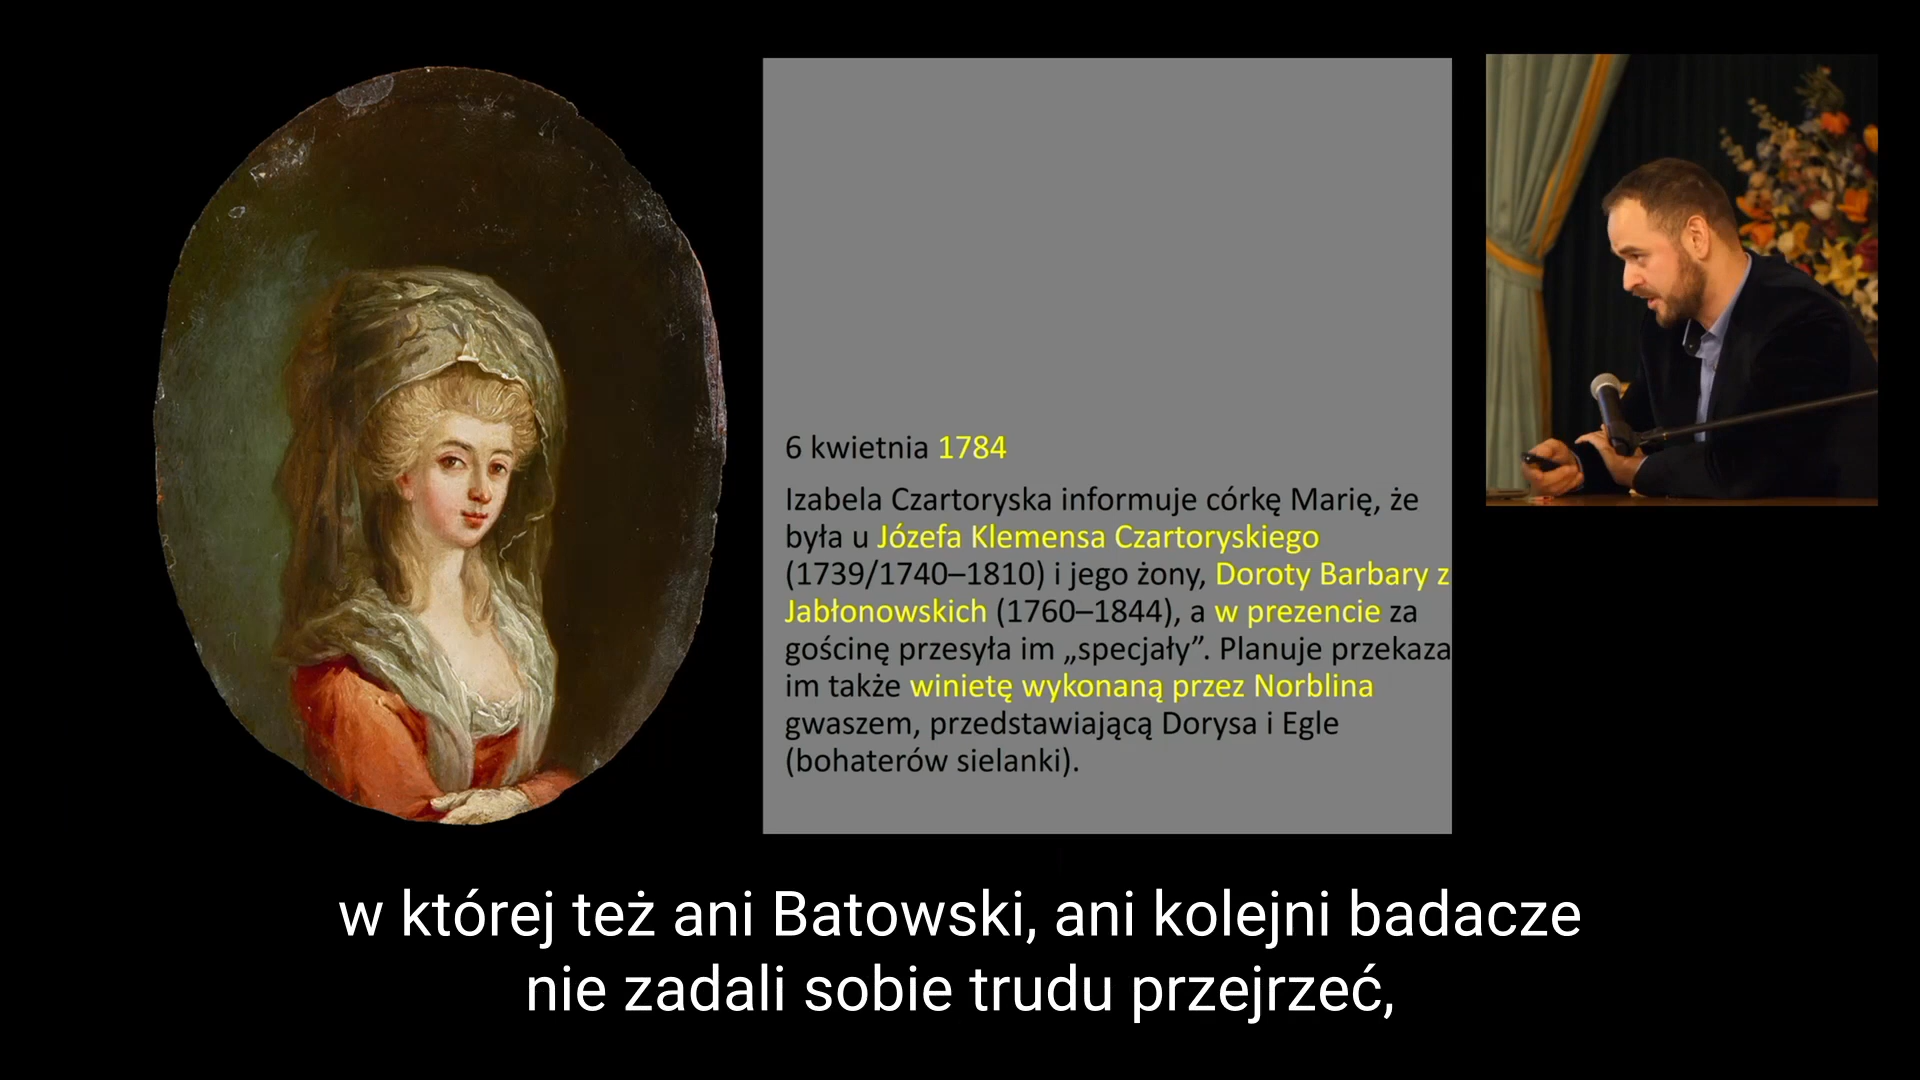 6 kwietnia 1784
Izabela Czartoryska informuje córkę Marię, że
była u Józefa Klemensa Czartoryskiego
(1739/1740–1810) i jego żony, Doroty Barbary z
Jabłonowskich (1760–1844), a w prezencie za
gościnę przesyła im „specjały”. Planuje przekaza
im także winietę wykonaną przez Norblina
gwaszem, przedstawiającą Dorysa i Egle
(bohaterów sielanki).
w której też ani Batowski, ani kolejni badacze
nie zadali sobie trudu przejrzeć,